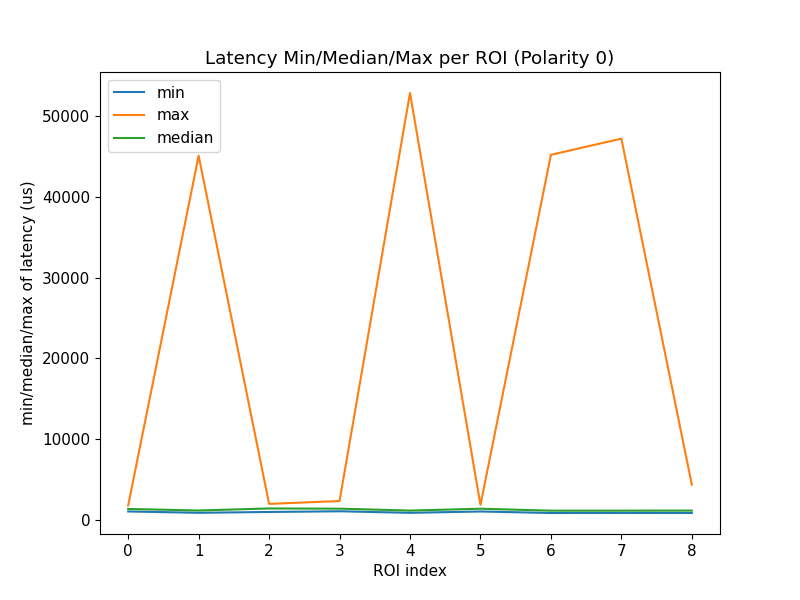 Latency Min/Median/Max per ROI (Polarity 0)
min
max
median
min/median/max of latency (us)
50000
40000
30000
20000
10000
0
0 1 2 3 4 5 6 7 8
ROI index